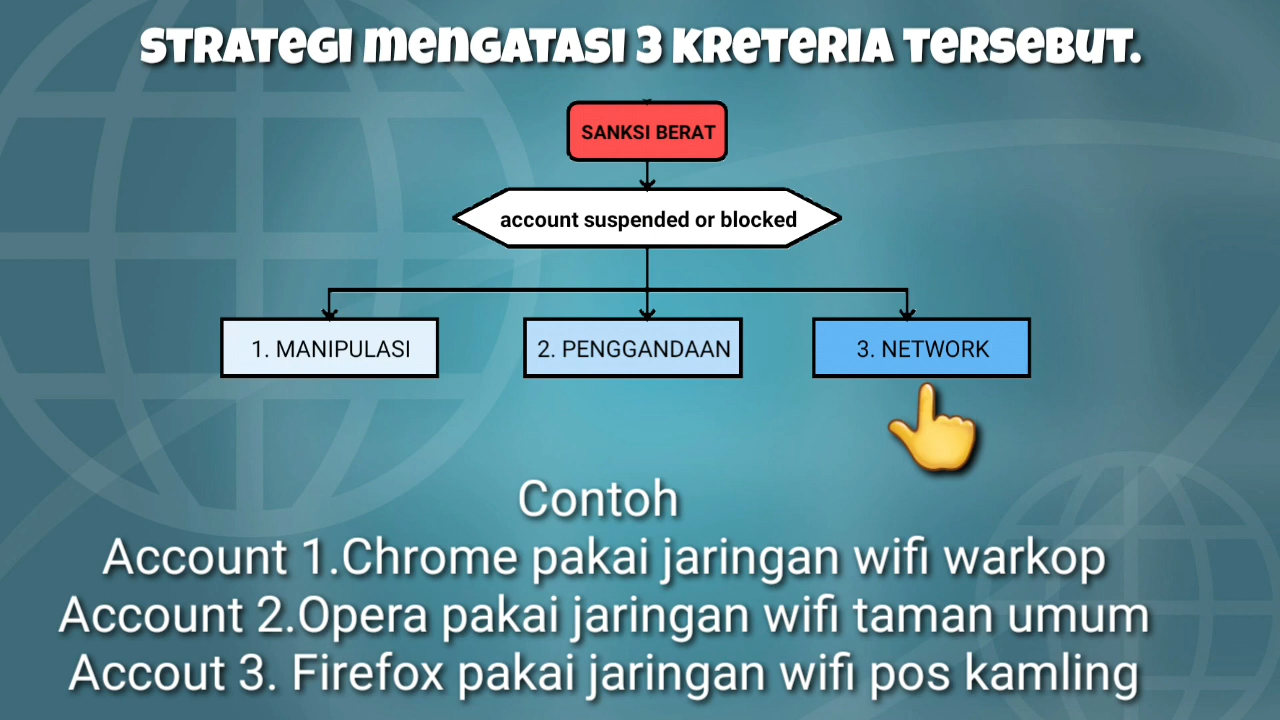 STRATEGI MENGATASI 3 KRETERIA TERSEBUT.
SANKSI BERAT
account suspended or blocked
1. MANIPULASI
2. PENGGANDAAN
3. NETWORK
Contoh
Account 1.Chrome pakai jaringan wifi warkop
Account 2.Opera pakai jaringan wifi taman umum
Accout 3. Firefox pakai jaringan wifi pos kamling